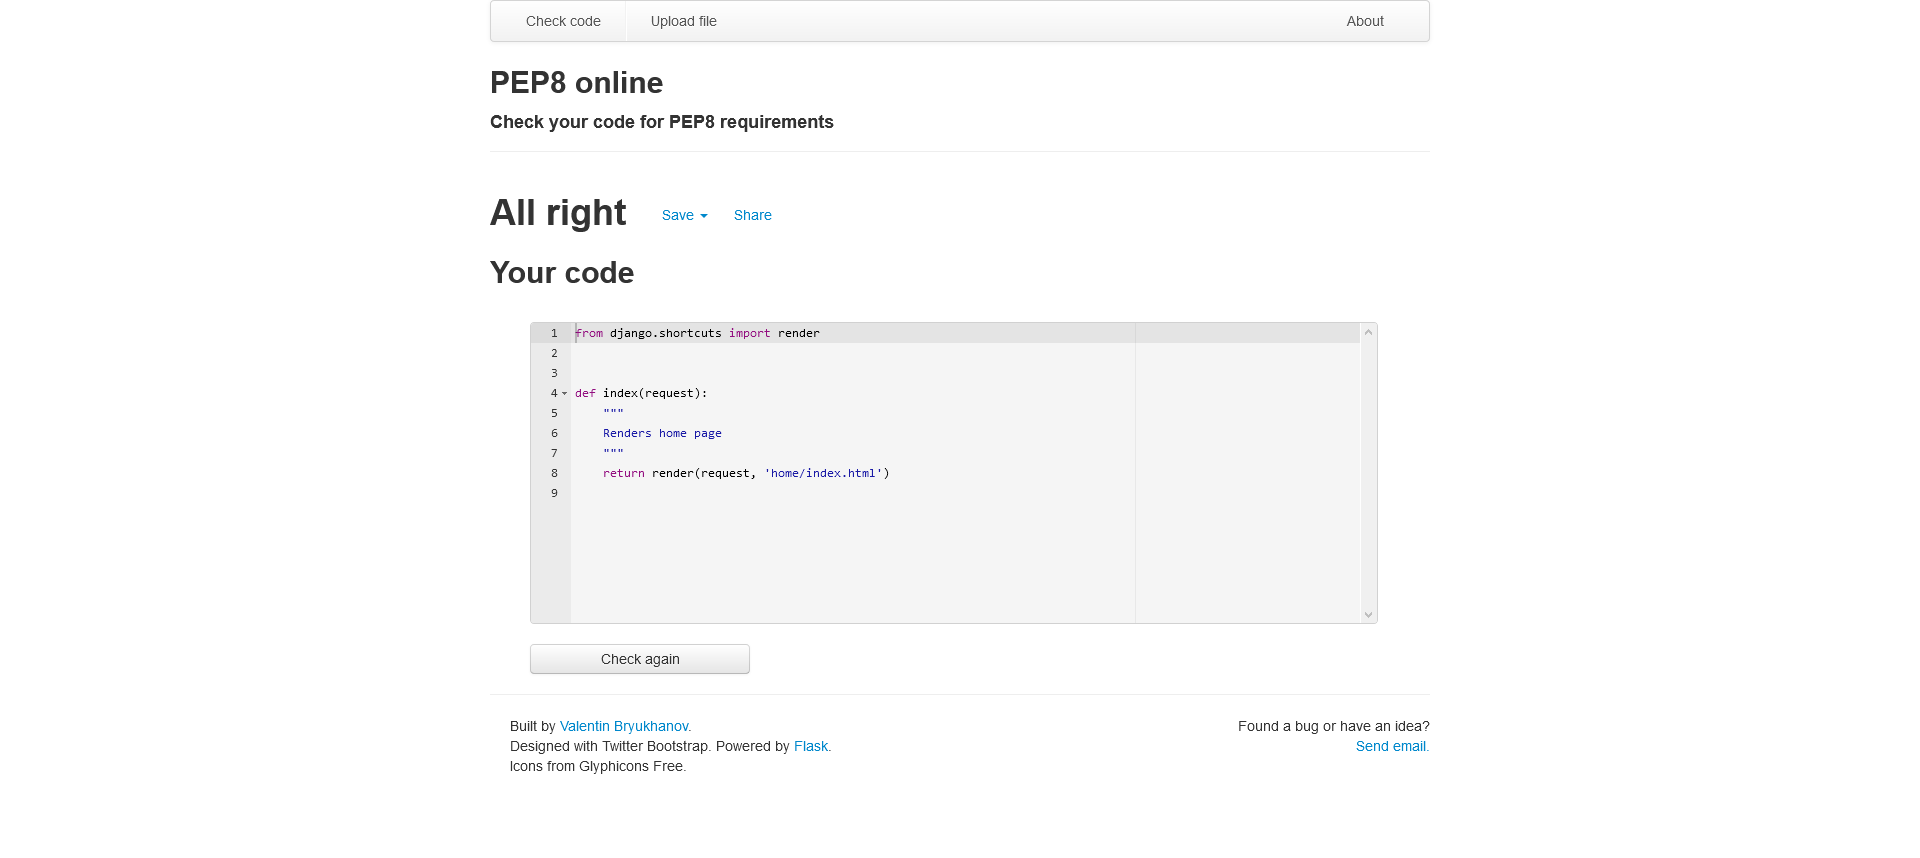 Check code Upload file About
PEP8 online
Check your code for PEP8 requirements
All right Save Share
Your code
1 from django.shortcuts import render
2
3
4 def index(request):
5 """
6 Renders home page
7 """
8 return render(request, 'home/index.html')
9
Check again
Built by Valentin Bryukhanov. Found a bug or have an idea?
Designed with Twitter Bootstrap. Powered by Flask. Send email.
Icons from Glyphicons Free.